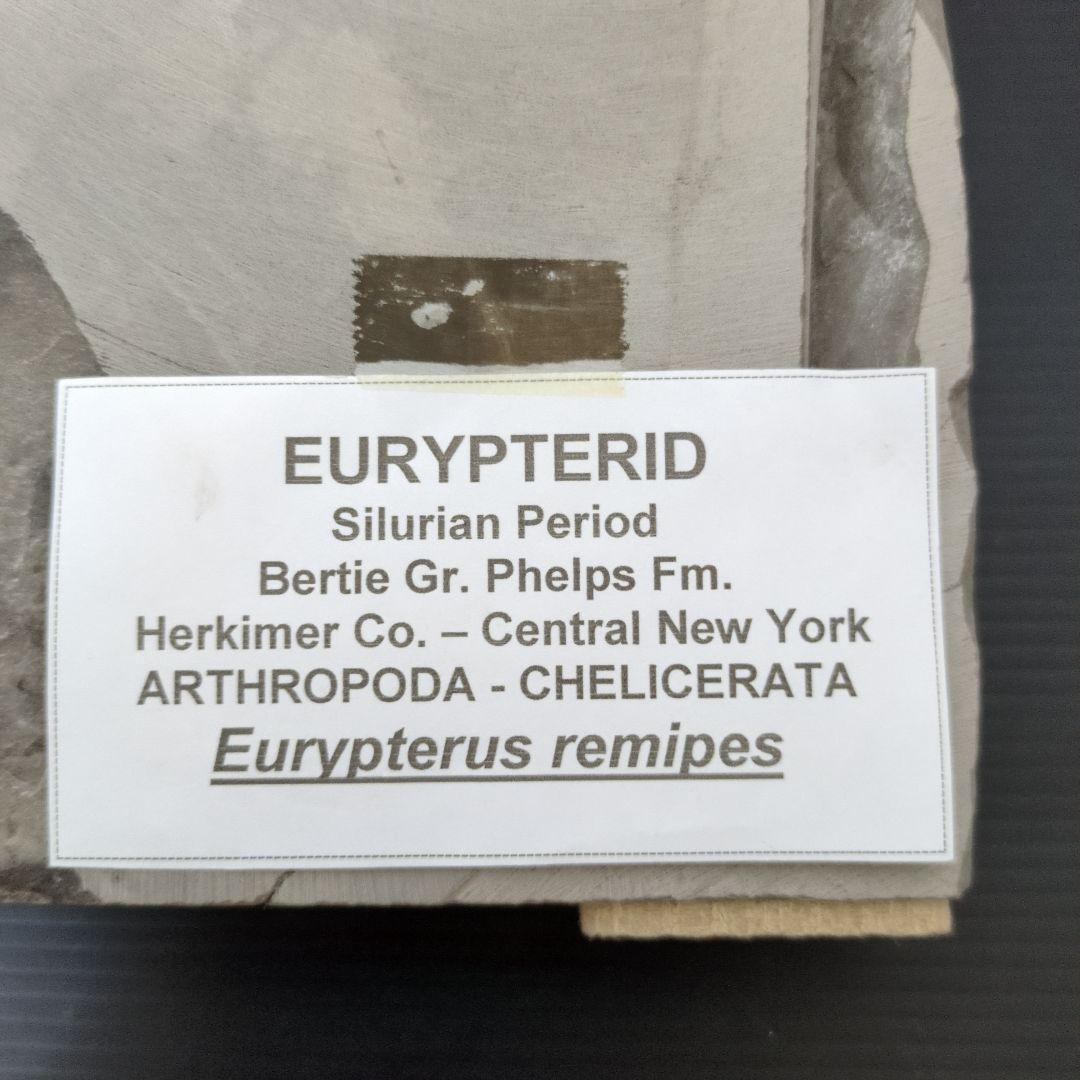 EURYPTERID
Silurian Period
Bertie Gr. Phelps Fm.
Herkimer Co. – Central New York
ARTHROPODA - CHELICERATA
Eurypterus remipes